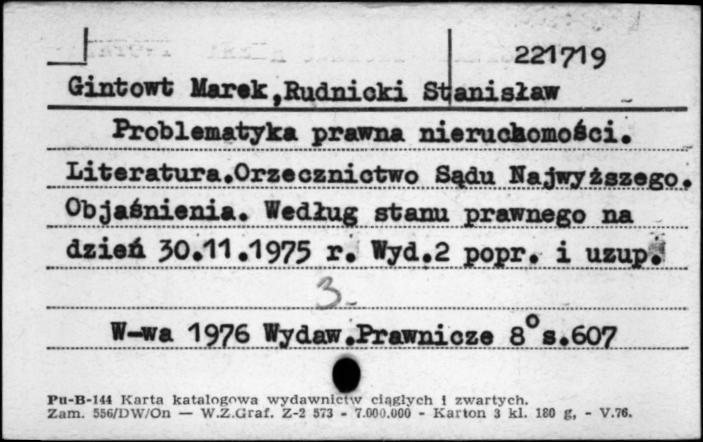 221719
Gintowt Marek,Rudnicki Stanisław
Problematyka prawna nieruchomości.
Literatura.Orzecznictwo Sądu Najwyższego.
Objaśnienia. Według stanu prawnego na
dzień 30.11.1975 r. Wyd.2 popr. i uzup.
3
W-wa 1976 Wydaw.Prawnicze 8° s.607
Pu-B-144 Karta katalogowa wydawnictw ciągłych i zwartych.
Zam. 556/DW/On — W.Z.Graf. Z-2 573 - 7.000.000 - Karton 3 kl. 180 g, - V.76.